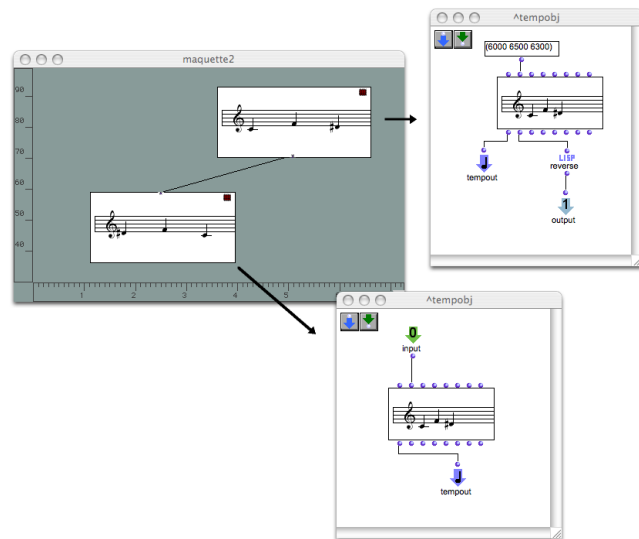 maquette2
90
80
70
60
50
40
1
2
3
4
5
^tempobj
(6000 6500 6300)
LISP
reverse
tempout
1
output
^tempobj
0
input
tempout